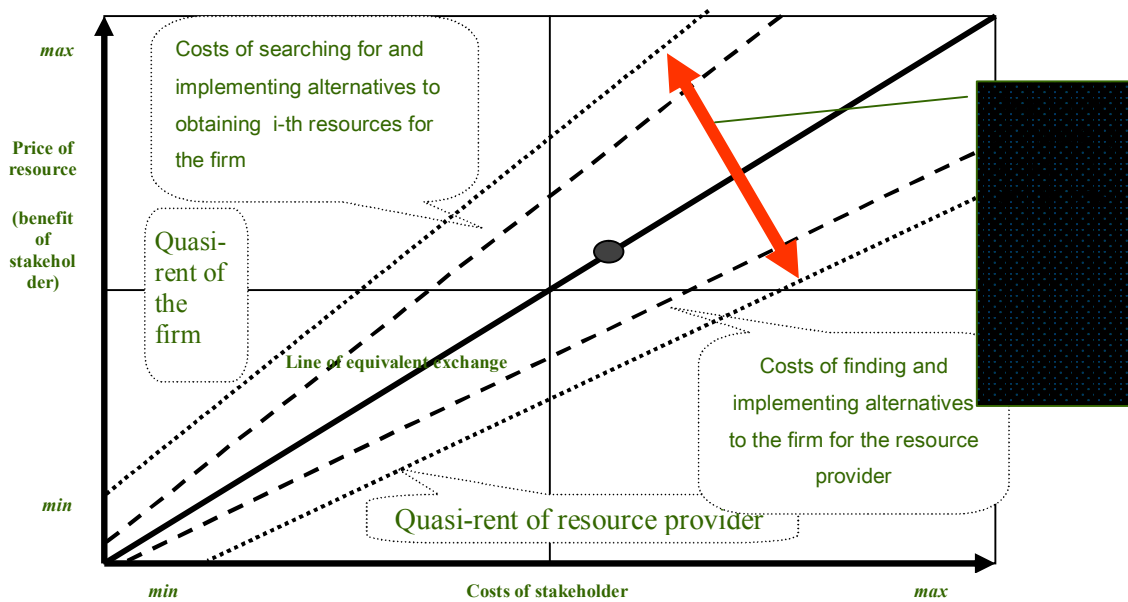 max
Costs of searching for and
implementing alternatives to
obtaining i-th resources for
the firm
Price of
resource
(benefit
of
stakehol
der)
Quasi-
rent of
the
firm
Line of equivalent exchange
Costs of finding and
implementing alternatives
to the firm for the resource
provider
min
Quasi-rent of resource provider
min
Costs of stakeholder
max